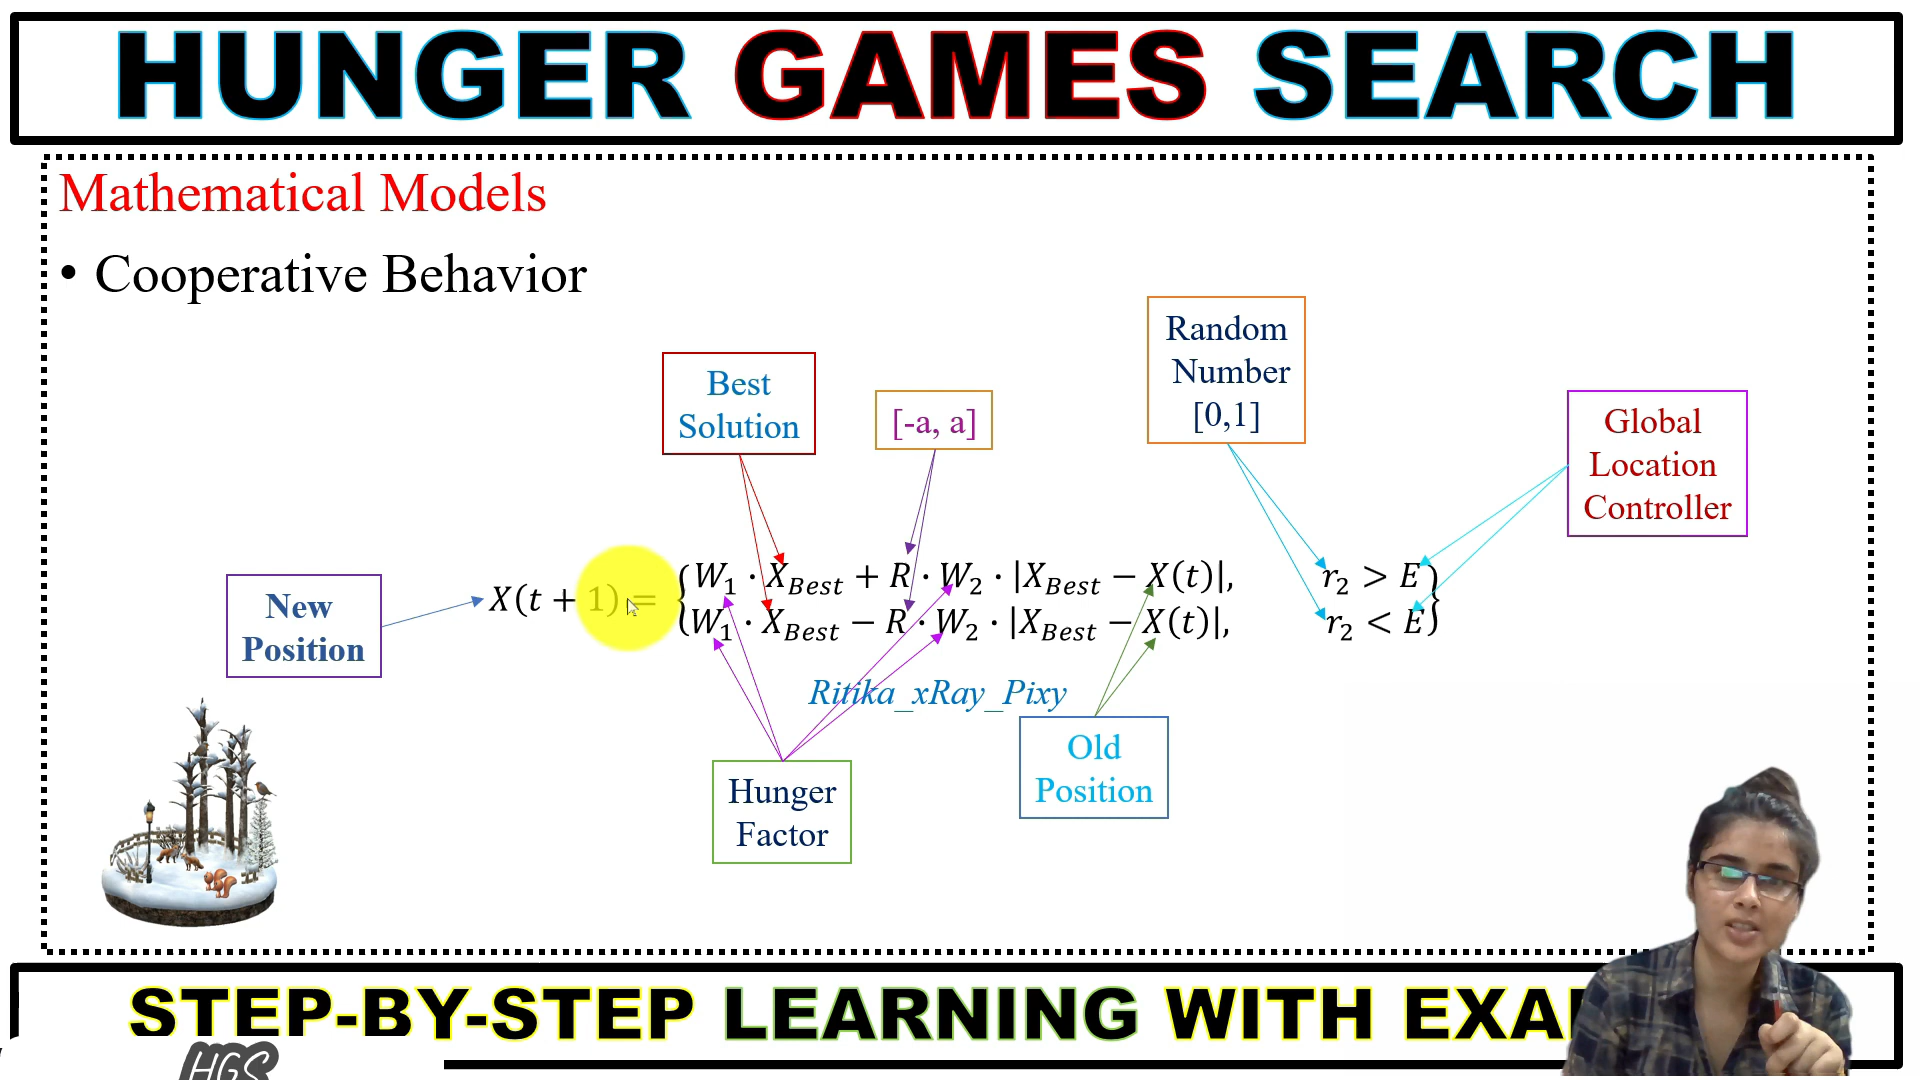 HUNGER GAMES SEARCH
Mathematical Models
• Cooperative Behavior
Random
Number
[0,1]
Best
Solution
[-a, a]
Global
Location
Controller
New
Position
X(t + 1) =
W₁ · X_Best + R · W₂ · |X_Best − X(t)|, r₂ > E
W₁ · X_Best − R · W₂ · |X_Best − X(t)|, r₂ < E
Ritika_xRay_Pixy
Old
Position
Hunger
Factor
STEP-BY-STEP LEARNING WITH EXA
HGS